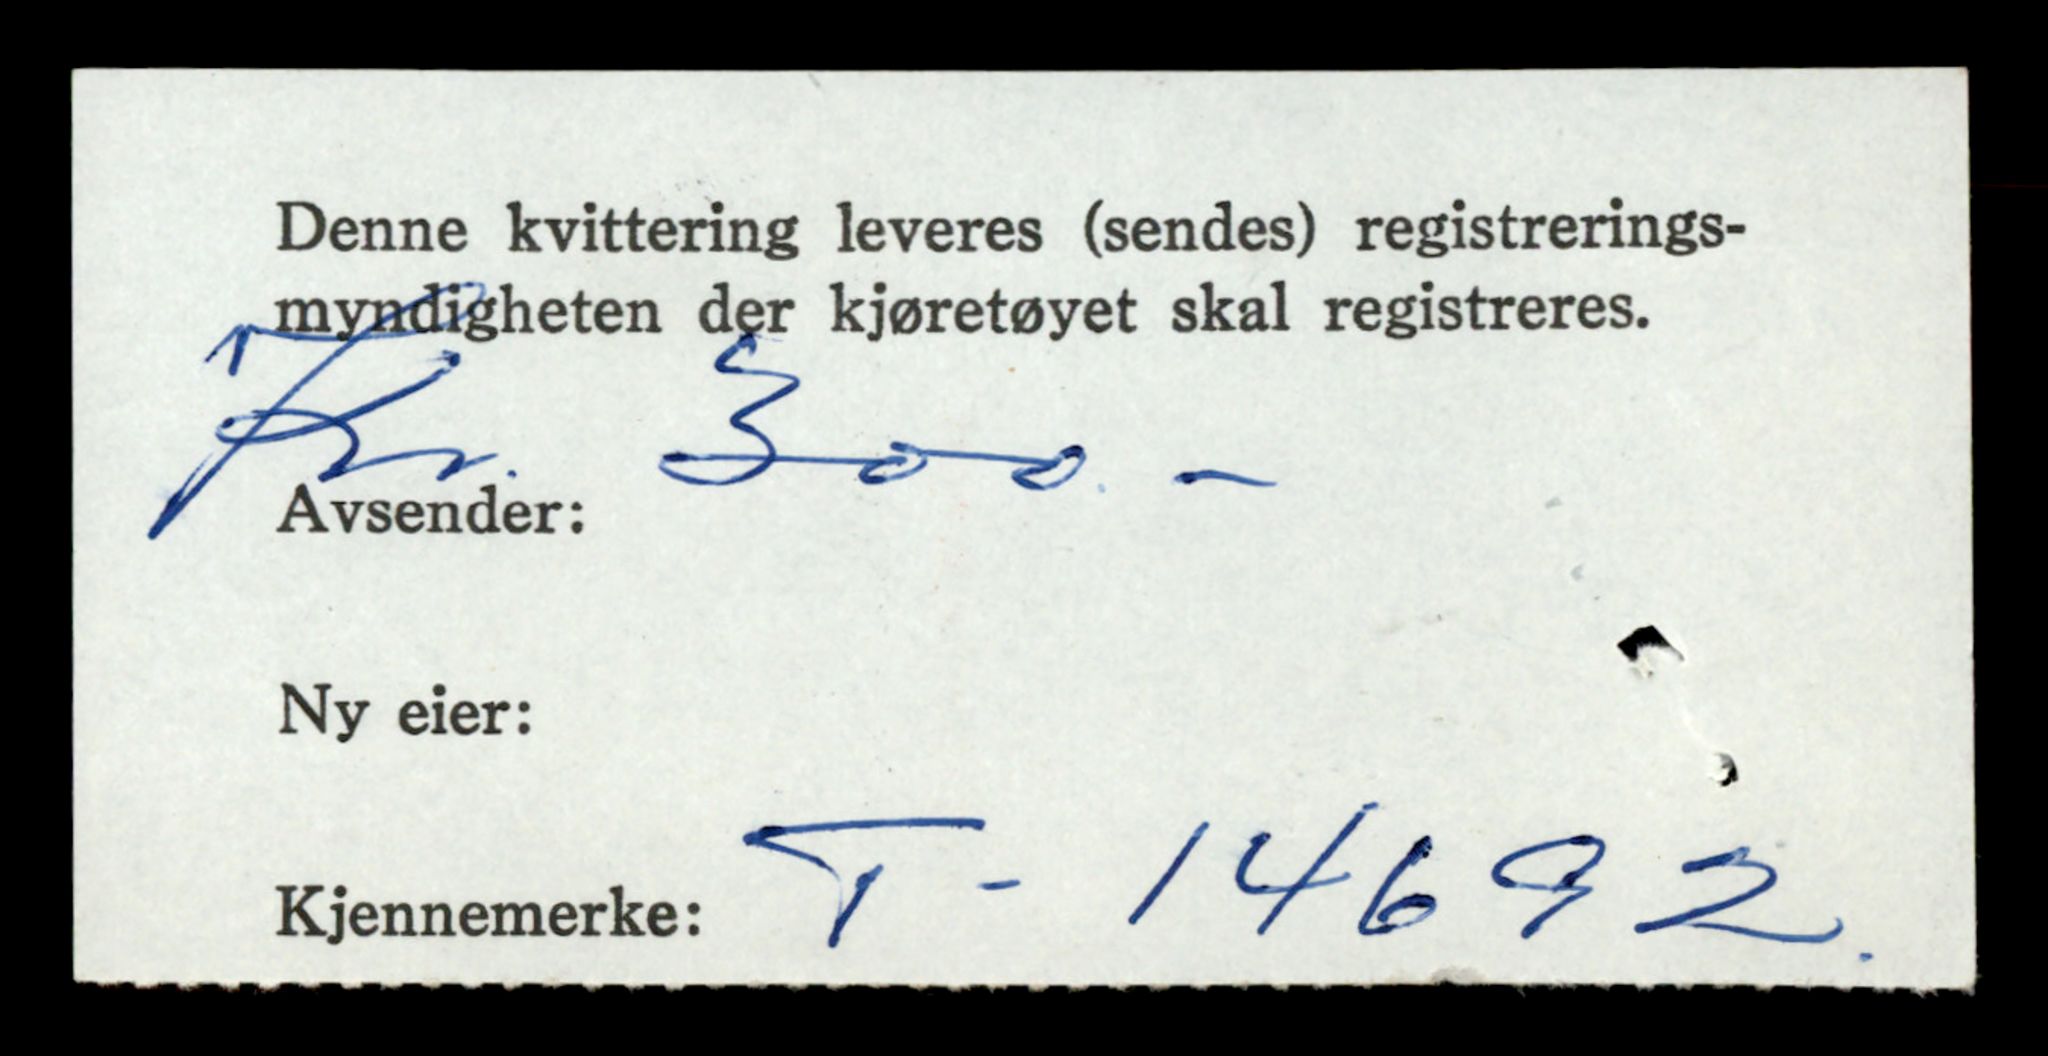 Denne kvittering leveres (sendes) registrerings-
myndigheten der kjøretøyet skal registreres.
Kr. 300.-
Avsender:
Ny eier:
Kjennemerke: T- 14692.